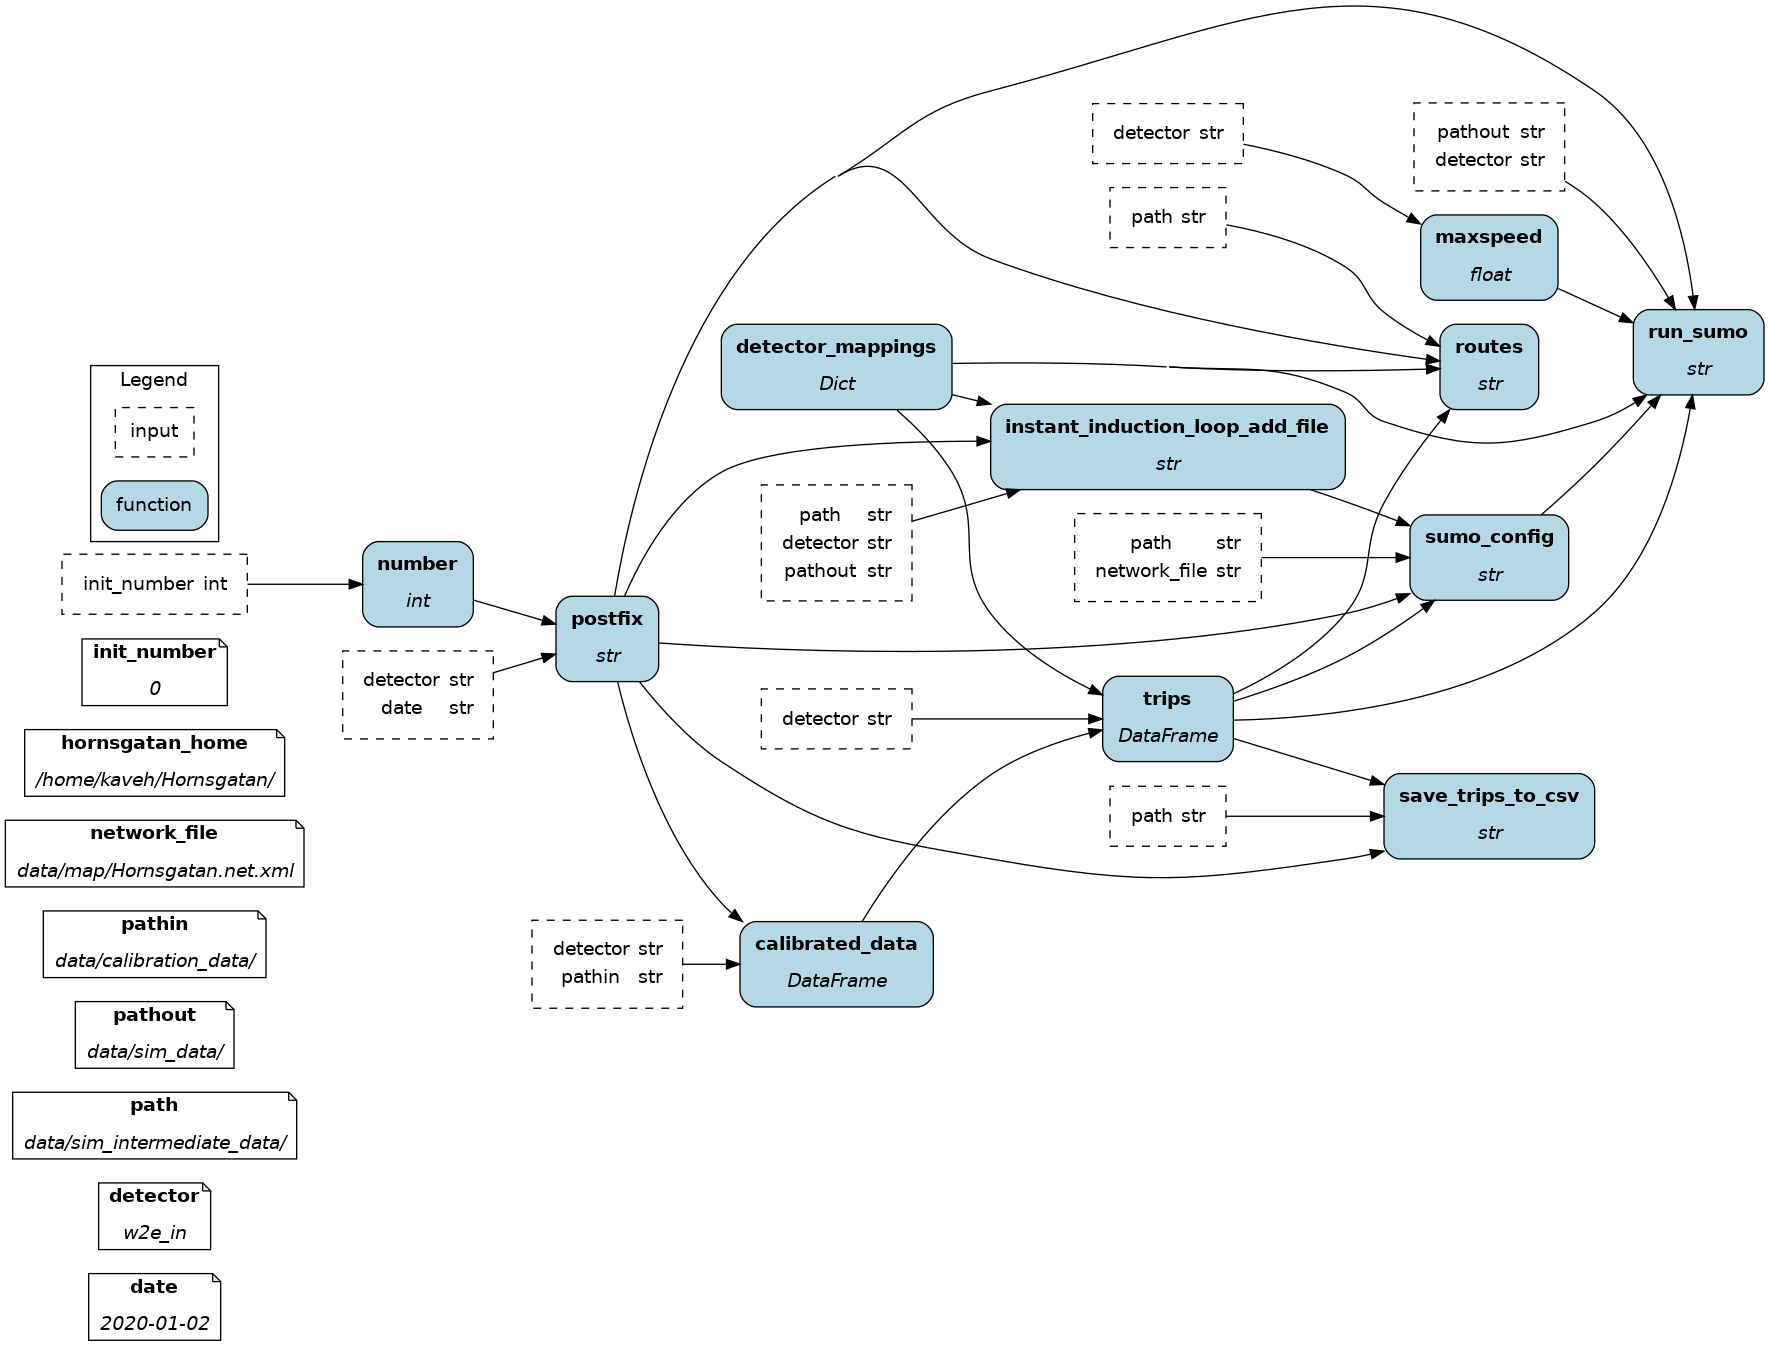 Legend
input
function
init_number int
init_number
0
hornsgatan_home
/home/kaveh/Hornsgatan/
network_file
data/map/Hornsgatan.net.xml
pathin
data/calibration_data/
pathout
data/sim_data/
path
data/sim_intermediate_data/
detector
w2e_in
date
2020-01-02
number
int
detector str
date str
postfix
str
detector_mappings
Dict
path str
detector str
pathout str
detector str
detector str
pathin str
calibrated_data
DataFrame
detector str
path str
instant_induction_loop_add_file
str
path str
network_file str
trips
DataFrame
path str
pathout str
detector str
maxspeed
float
routes
str
sumo_config
str
save_trips_to_csv
str
run_sumo
str